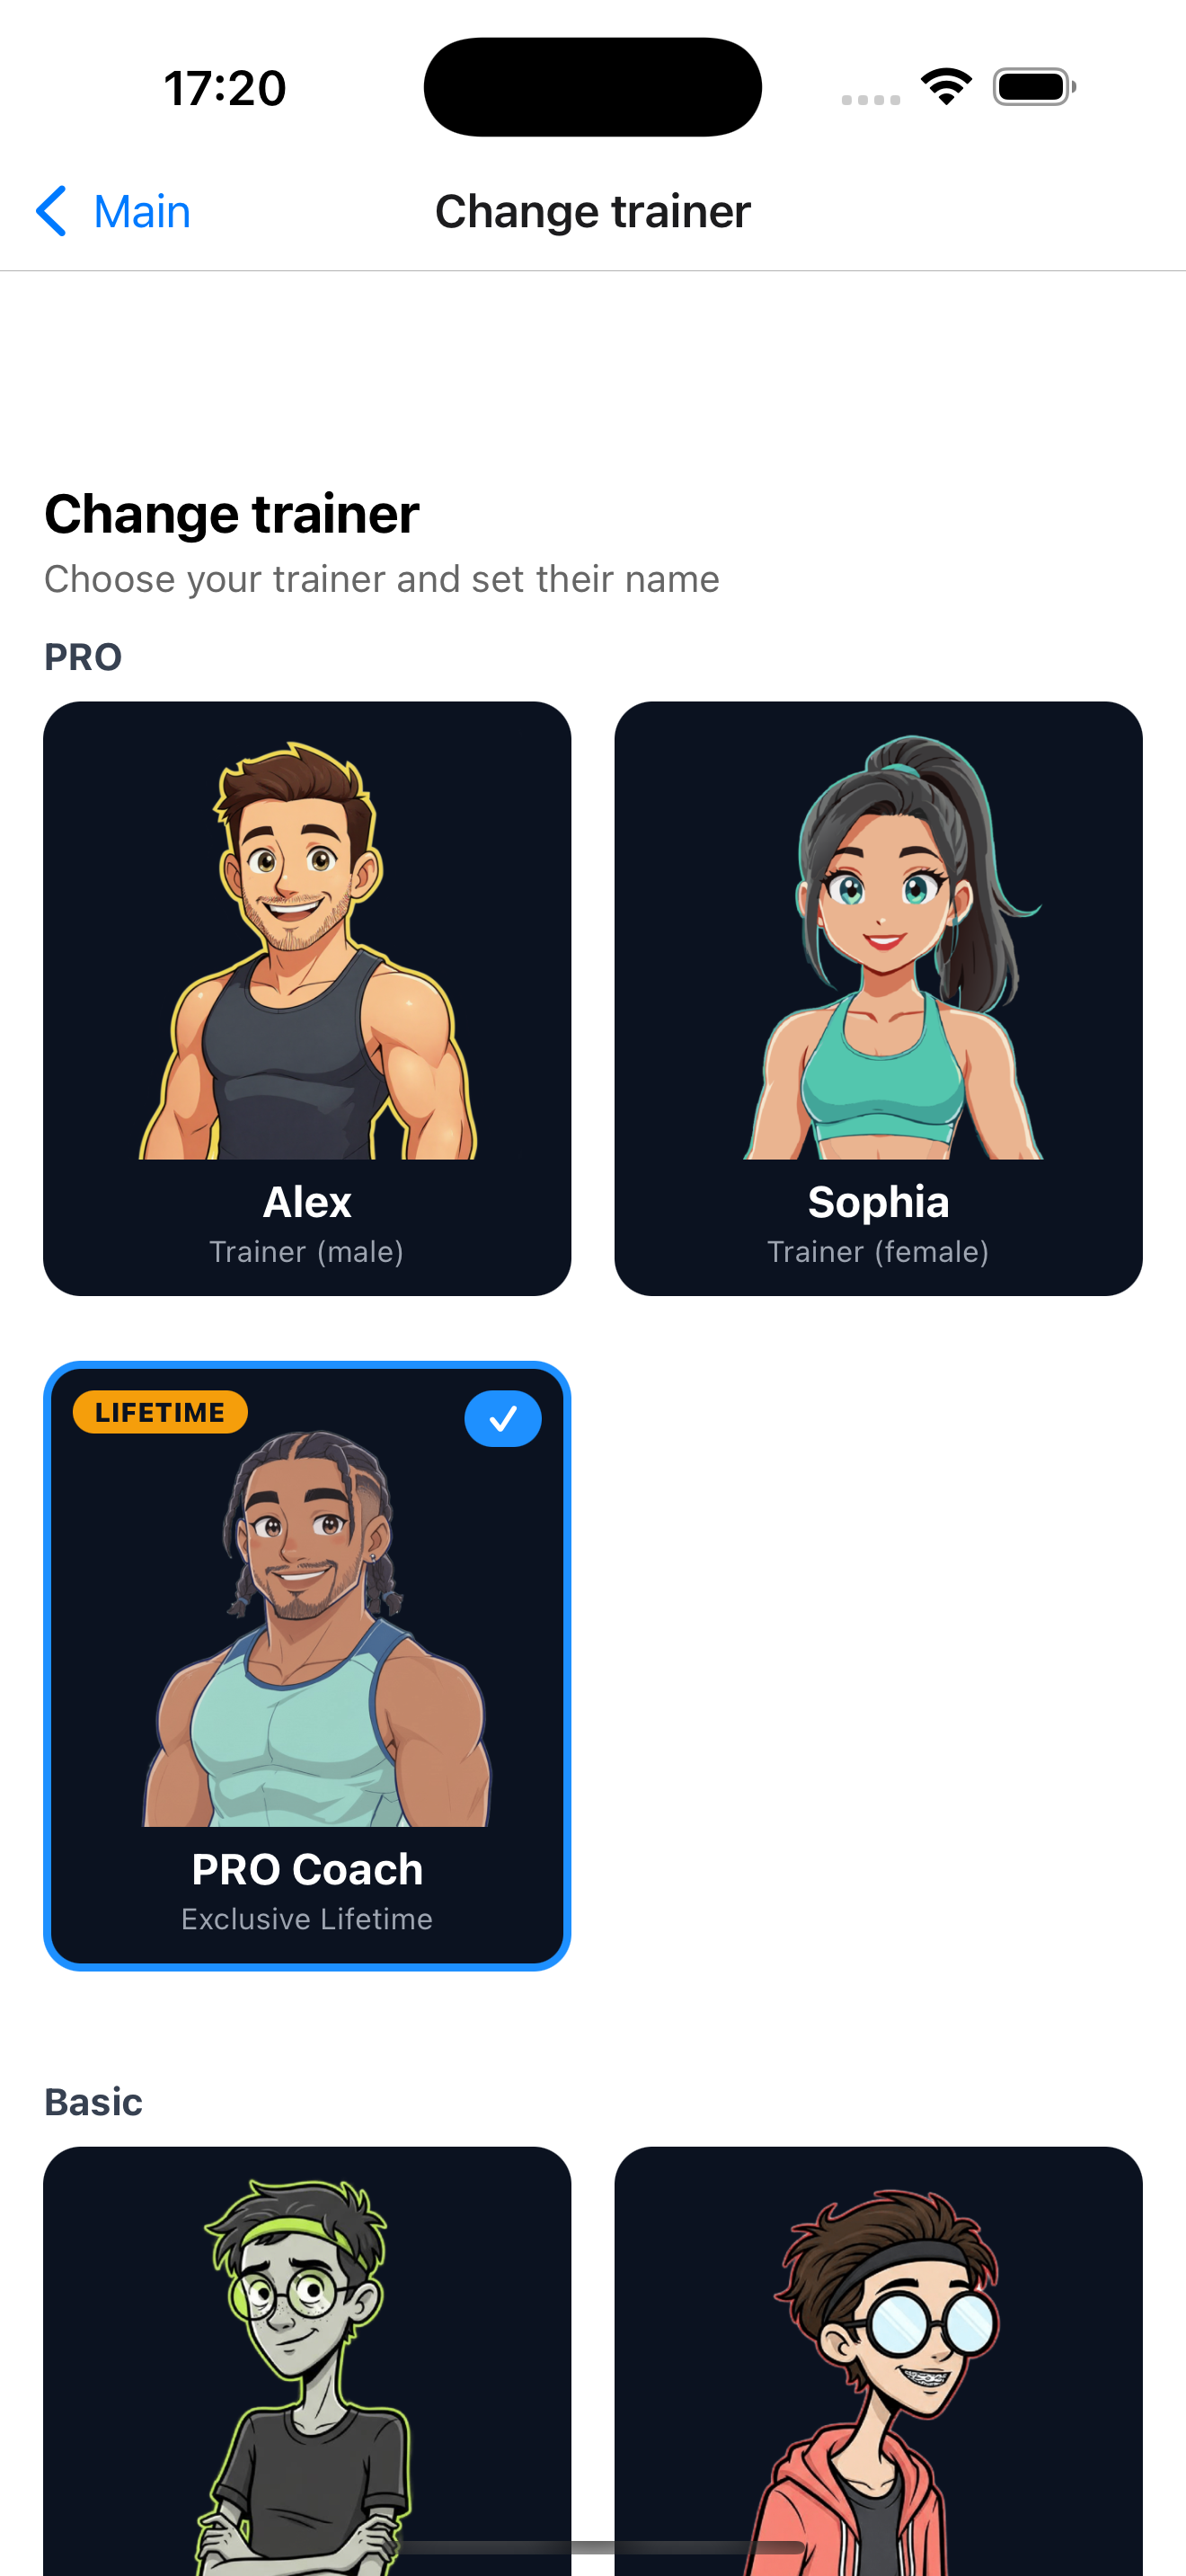 17:20
Main
Change trainer
Change trainer
Choose your trainer and set their name
PRO
Alex
Trainer (male)
Sophia
Trainer (female)
LIFETIME
PRO Coach
Exclusive Lifetime
Basic